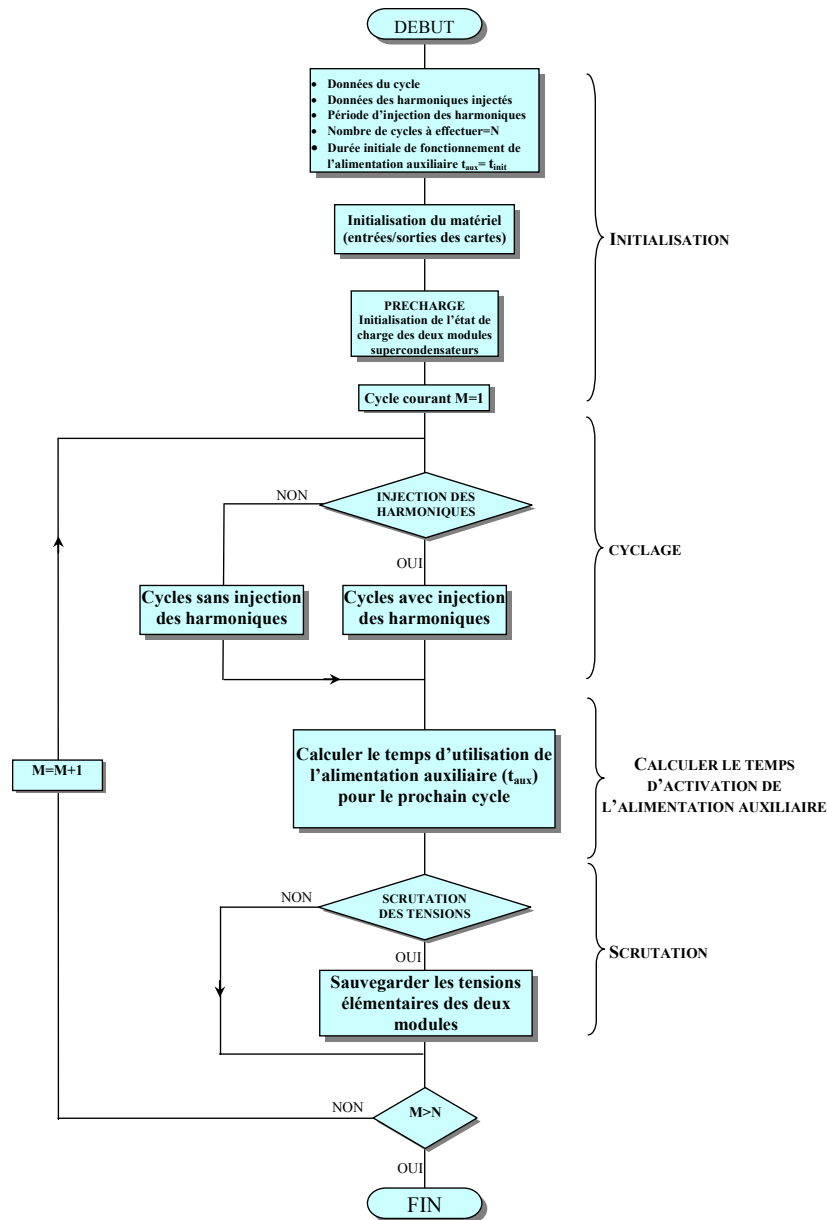 DEBUT
• Données du cycle
• Données des harmoniques injectés
• Période d'injection des harmoniques
• Nombre de cycles à effectuer=N
• Durée initiale de fonctionnement de
l'alimentation auxiliaire taux= tinit
Initialisation du matériel
(entrées/sorties des cartes)
INITIALISATION
PRECHARGE
Initialisation de l'état de
charge des deux modules
supercondensateurs
Cycle courant M=1
INJECTION DES
HARMONIQUES
NON
OUI
CYCLAGE
Cycles sans injection
des harmoniques
Cycles avec injection
des harmoniques
Calculer le temps d'utilisation de
l'alimentation auxiliaire (taux)
pour le prochain cycle
CALCULER LE TEMPS
D'ACTIVATION DE
L'ALIMENTATION AUXILIAIRE
M=M+1
NON
SCRUTATION
DES TENSIONS
OUI
SCRUTATION
Sauvegarder les tensions
élémentaires des deux
modules
NON
M>N
OUI
FIN